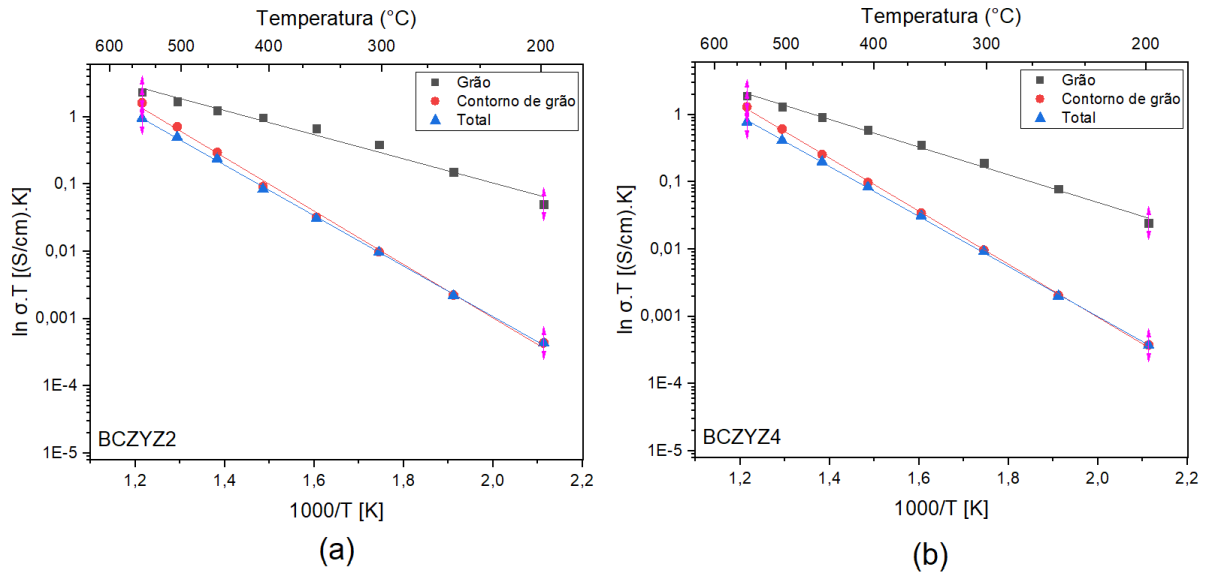 Temperatura (°C)
600 500 400 300 200
Grão
Contorno de grão
Total
1
0,1
0,01
0,001
1E-4
1E-5
ln σ.T [(S/cm).K]
BCZYZ2
1,2 1,4 1,6 1,8 2,0 2,2
1000/T [K]
(a)
Temperatura (°C)
600 500 400 300 200
Grão
Contorno de grão
Total
1
0,1
0,01
0,001
1E-4
1E-5
ln σ.T [(S/cm).K]
BCZYZ4
1,2 1,4 1,6 1,8 2,0 2,2
1000/T [K]
(b)